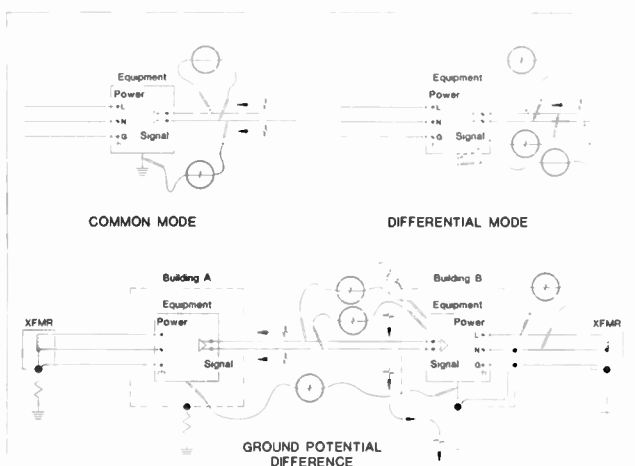 Equipment
Power
L
N
G Signal
COMMON MODE
Equipment
Power
L
N
G Signal
DIFFERENTIAL MODE
Building A
Equipment
XFMR
Power
Signal
Building B
Equipment
Power
XFMR
L
N
Signal G
GROUND POTENTIAL
DIFFERENCE